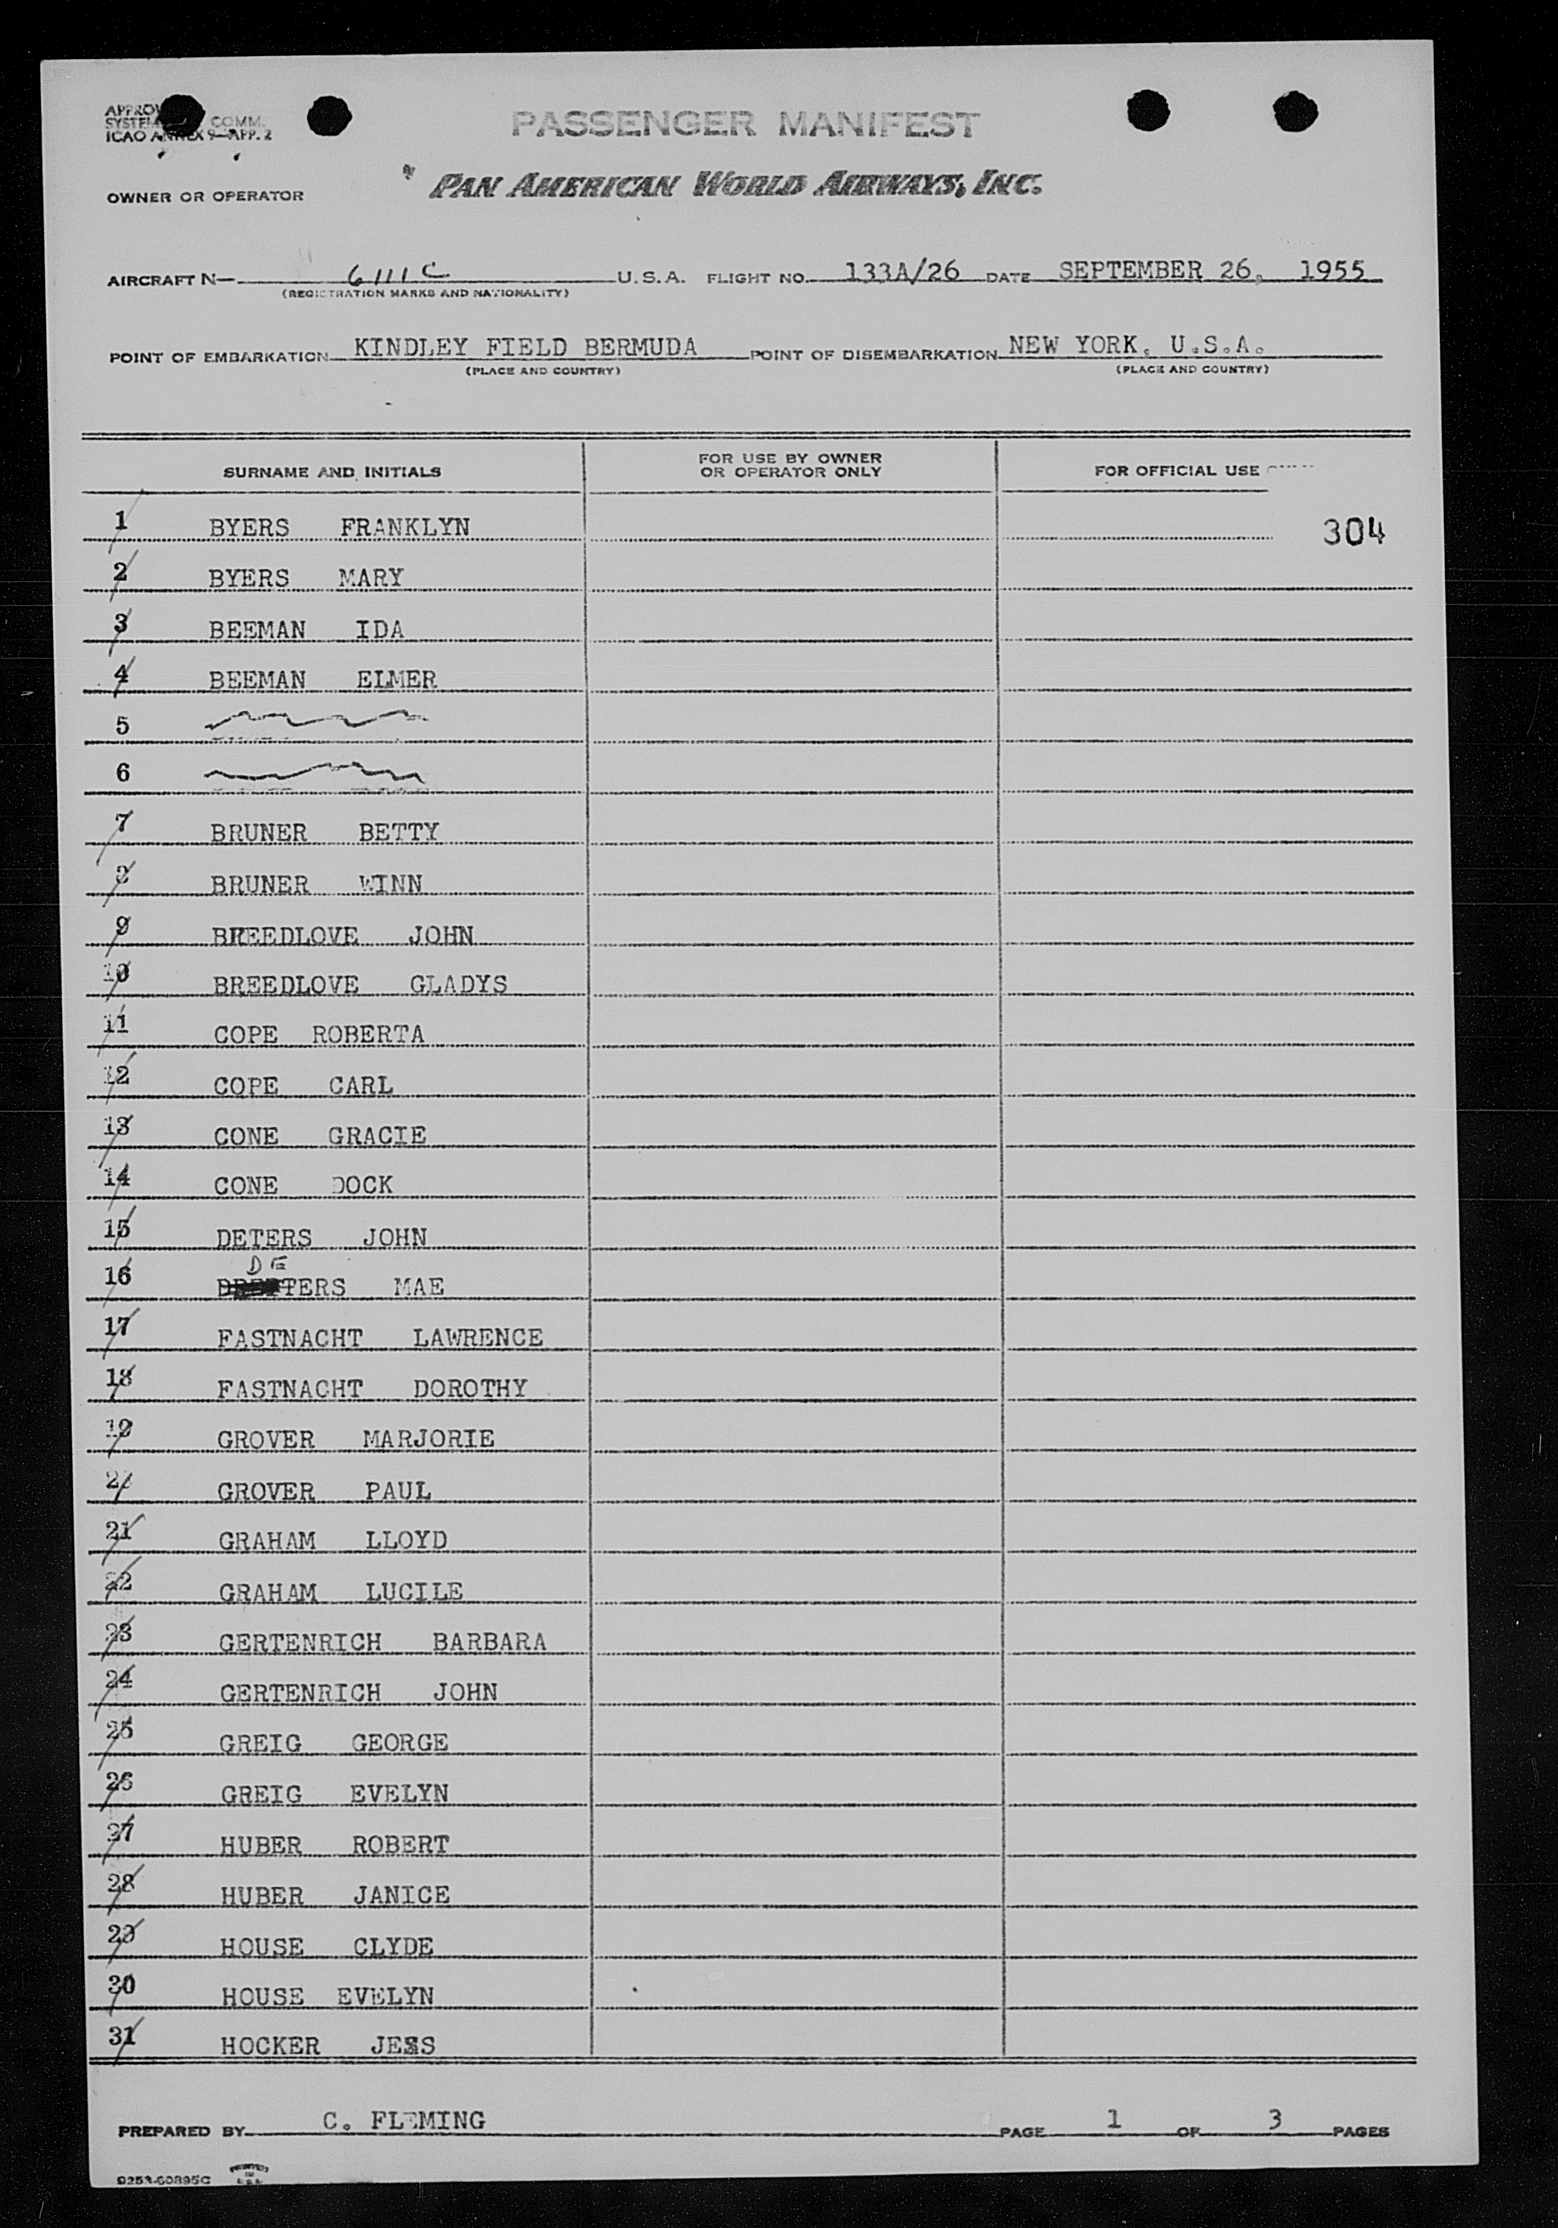 PASSENGER MANIFEST
COMM.
ICAO ANNEX 9—APP. 2
OWNER OR OPERATOR PAN AMERICAN WORLD AIRWAYS, INC.
AIRCRAFT N— 6111C U.S.A. FLIGHT NO. 133A/26 DATE SEPTEMBER 26, 1955
(REGISTRATION MARKS AND NATIONALITY)
POINT OF EMBARKATION KINDLEY FIELD BERMUDA POINT OF DISEMBARKATION NEW YORK, U.S.A.
(PLACE AND COUNTRY) (PLACE AND COUNTRY)
SURNAME AND INITIALS FOR USE BY OWNER OR OPERATOR ONLY FOR OFFICIAL USE
1 BYERS FRANKLYN 304
2 BYERS MARY
3 BEEMAN IDA
4 BEEMAN ELMER
5
6
7 BRUNER BETTY
8 BRUNER WINN
9 BREEDLOVE JOHN
10 BREEDLOVE GLADYS
11 COPE ROBERTA
12 COPE CARL
13 CONE GRACIE
14 CONE DOCK
15 DETERS JOHN
DE
16 TERS MAE
17 FASTNACHT LAWRENCE
18 FASTNACHT DOROTHY
19 GROVER MARJORIE
20 GROVER PAUL
21 GRAHAM LLOYD
22 GRAHAM LUCILE
23 GERTENRICH BARBARA
24 GERTENRICH JOHN
25 GREIG GEORGE
26 GREIG EVELYN
27 HUBER ROBERT
28 HUBER JANICE
29 HOUSE CLYDE
30 HOUSE EVELYN
31 HOCKER JESS
PREPARED BY C. FLEMING PAGE 1 OF 3 PAGES
9253-60895C